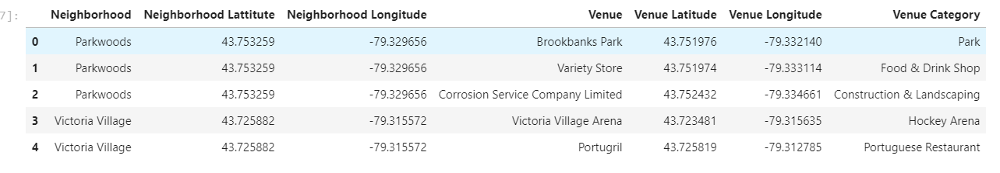 7]: Neighborhood Neighborhood Lattitute Neighborhood Longitude Venue Venue Latitude Venue Longitude Venue Category
0 Parkwoods 43.753259 -79.329656 Brookbanks Park 43.751976 -79.332140 Park
1 Parkwoods 43.753259 -79.329656 Variety Store 43.751974 -79.333114 Food & Drink Shop
2 Parkwoods 43.753259 -79.329656 Corrosion Service Company Limited 43.752432 -79.334661 Construction & Landscaping
3 Victoria Village 43.725882 -79.315572 Victoria Village Arena 43.723481 -79.315635 Hockey Arena
4 Victoria Village 43.725882 -79.315572 Portugril 43.725819 -79.312785 Portuguese Restaurant